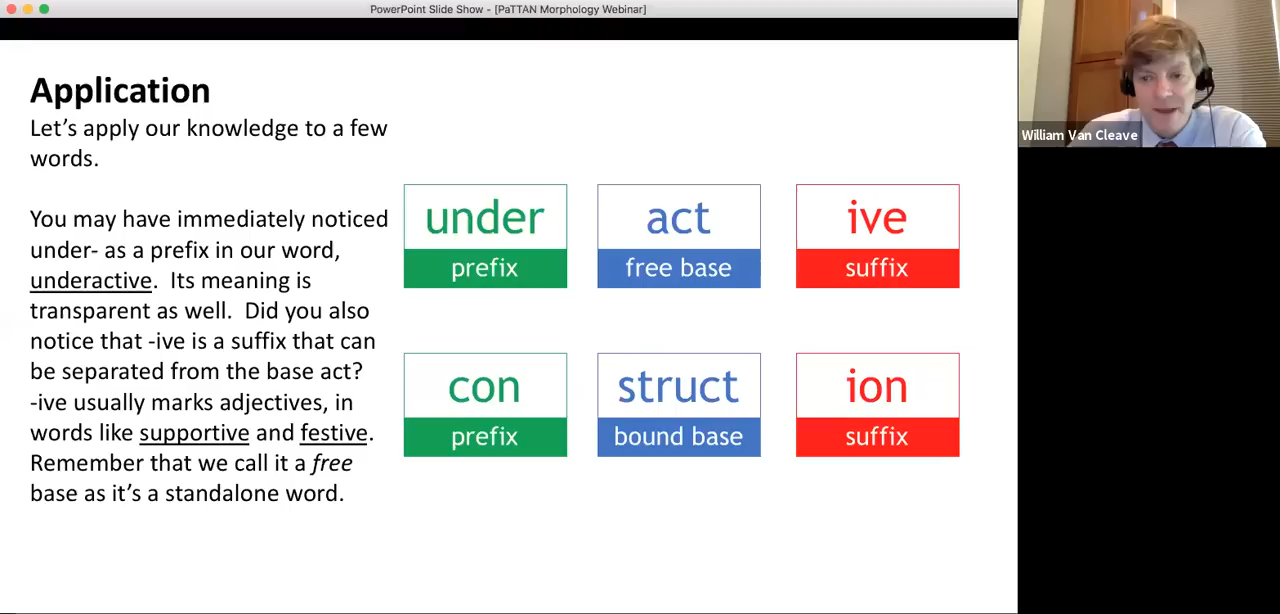 PowerPoint Slide Show - [PaTTAN Morphology Webinar]
William Van Cleave
Application
Let's apply our knowledge to a few
words.
You may have immediately noticed
under- as a prefix in our word,
underactive. Its meaning is
transparent as well. Did you also
notice that -ive is a suffix that can
be separated from the base act?
-ive usually marks adjectives, in
words like supportive and festive.
Remember that we call it a free
base as it's a standalone word.
under act ive
prefix free base suffix
con struct ion
prefix bound base suffix